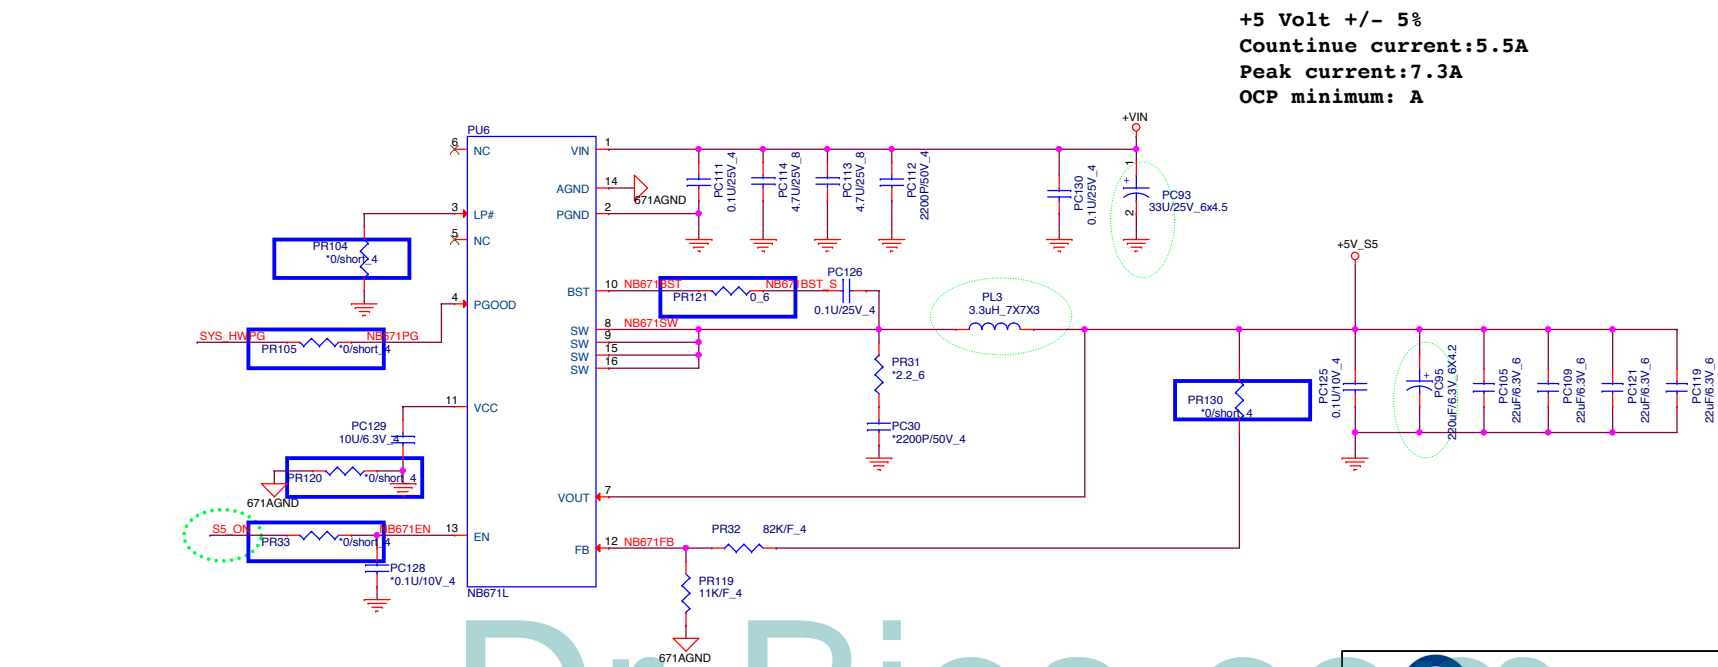 +5 Volt +/- 5%
Countinue current:5.5A
Peak current:7.3A
OCP minimum: A
+VIN
PU6
6
NC
VIN
1
PC111
0.1U/25V_4
PC114
4.7U/25V_8
PC113
4.7U/25V_8
PC112
2200P/50V_4
PC130
0.1U/25V_4
1
+
2
PC93
33U/25V_6x4.5
AGND
14
671AGND
3
LP#
PGND
2
5
NC
PR104
*0/short_4
+5V_S5
4
PGOOD
BST
10
NB671BST
PR121
0_6
NB671BST_S
PC126
0.1U/25V_4
PL3
3.3uH_7X7X3
SYS_HWPG
NB671PG
PR105
*0/short_4
SW
8
NB671SW
SW
9
SW
15
SW
16
PR31
*2.2_6
PC30
*2200P/50V_4
PR130
*0/short_4
PC125
0.1U/10V_4
+
PC95
220uF/6.3V_6X4.2
PC105
22uF/6.3V_6
PC109
22uF/6.3V_6
PC121
22uF/6.3V_6
PC119
22uF/6.3V_6
11
VCC
PC129
10U/6.3V_4
PR120
*0/short_4
671AGND
VOUT
7
S5_ON
NB671EN
13
EN
PR33
*0/short_4
PC128
*0.1U/10V_4
FB
12
NB671FB
PR32
82K/F_4
PR119
11K/F_4
671AGND
NB671L